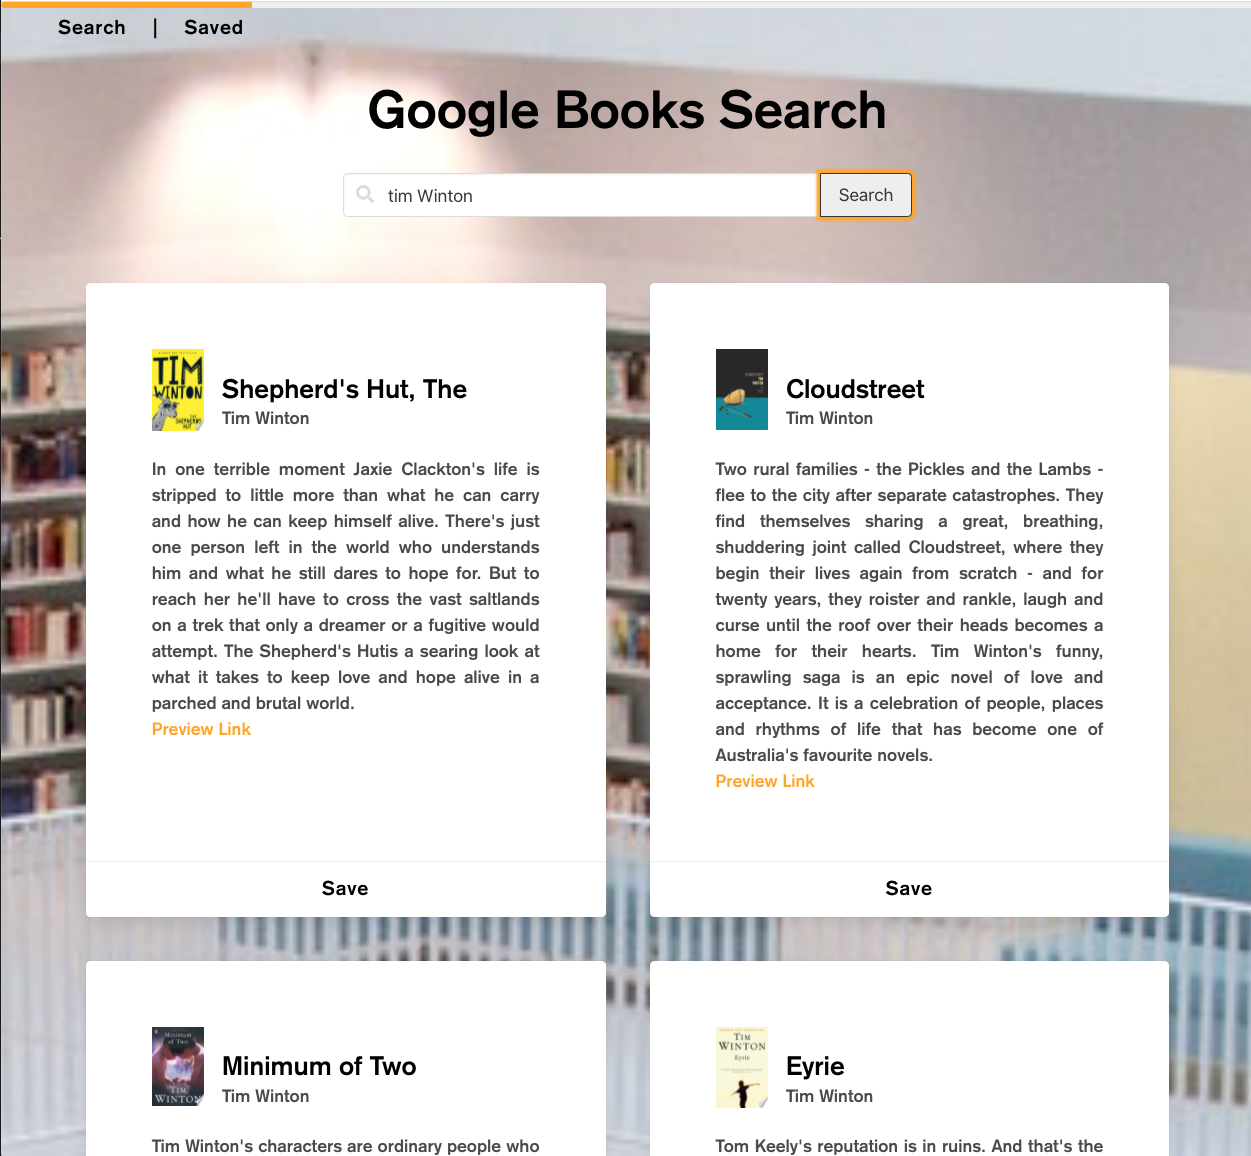 Search | Saved
Google Books Search
tim Winton
Search
TIM
WINTON
THE
SHEPHERD'S
HUT
Shepherd's Hut, The
Tim Winton
In one terrible moment Jaxie Clackton's life is
stripped to little more than what he can carry
and how he can keep himself alive. There's just
one person left in the world who understands
him and what he still dares to hope for. But to
reach her he'll have to cross the vast saltlands
on a trek that only a dreamer or a fugitive would
attempt. The Shepherd's Hutis a searing look at
what it takes to keep love and hope alive in a
parched and brutal world.
Preview Link
Save
Cloudstreet
Tim Winton
Two rural families - the Pickles and the Lambs -
flee to the city after separate catastrophes. They
find themselves sharing a great, breathing,
shuddering joint called Cloudstreet, where they
begin their lives again from scratch - and for
twenty years, they roister and rankle, laugh and
curse until the roof over their heads becomes a
home for their hearts. Tim Winton's funny,
sprawling saga is an epic novel of love and
acceptance. It is a celebration of people, places
and rhythms of life that has become one of
Australia's favourite novels.
Preview Link
Save
Minimum
of Two
TIM
WINTON
Minimum of Two
Tim Winton
Tim Winton's characters are ordinary people who
TIM
WINTON
Eyrie
Eyrie
Tim Winton
Tom Keely's reputation is in ruins. And that's the